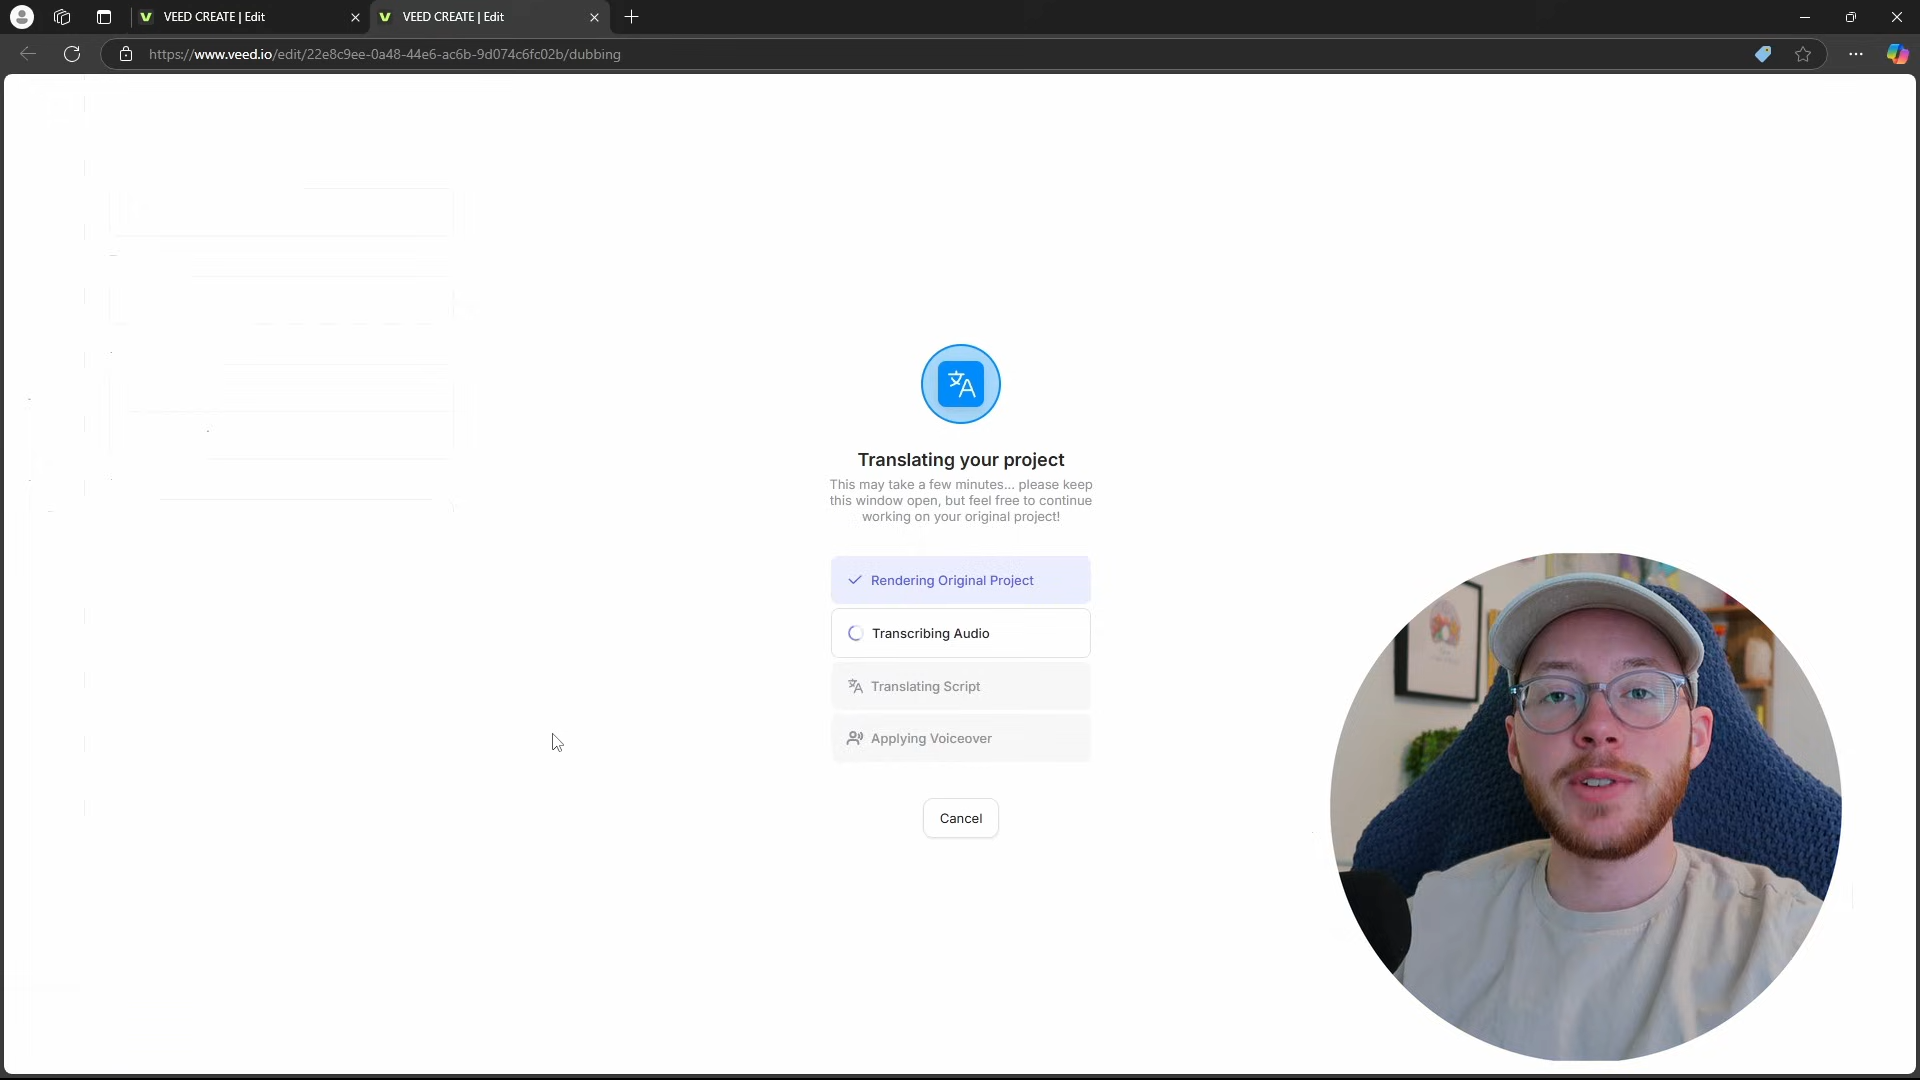 VEED CREATE | Edit
VEED CREATE | Edit
https://www.veed.io/edit/22e8c9ee-0a48-44e6-ac6b-9d074c6fc02b/dubbing
Translating your project
This may take a few minutes... please keep
this window open, but feel free to continue
working on your original project!
Rendering Original Project
Transcribing Audio
Translating Script
Applying Voiceover
Cancel